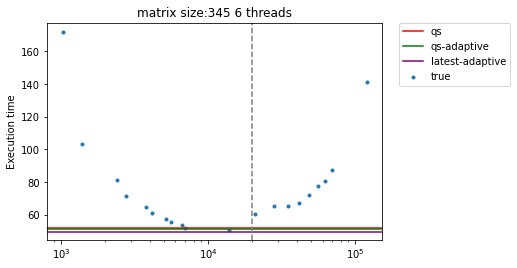 matrix size:345 6 threads
qs
qs-adaptive
latest-adaptive
true
Execution time
160
140
120
100
80
60
10³
10⁴
10⁵